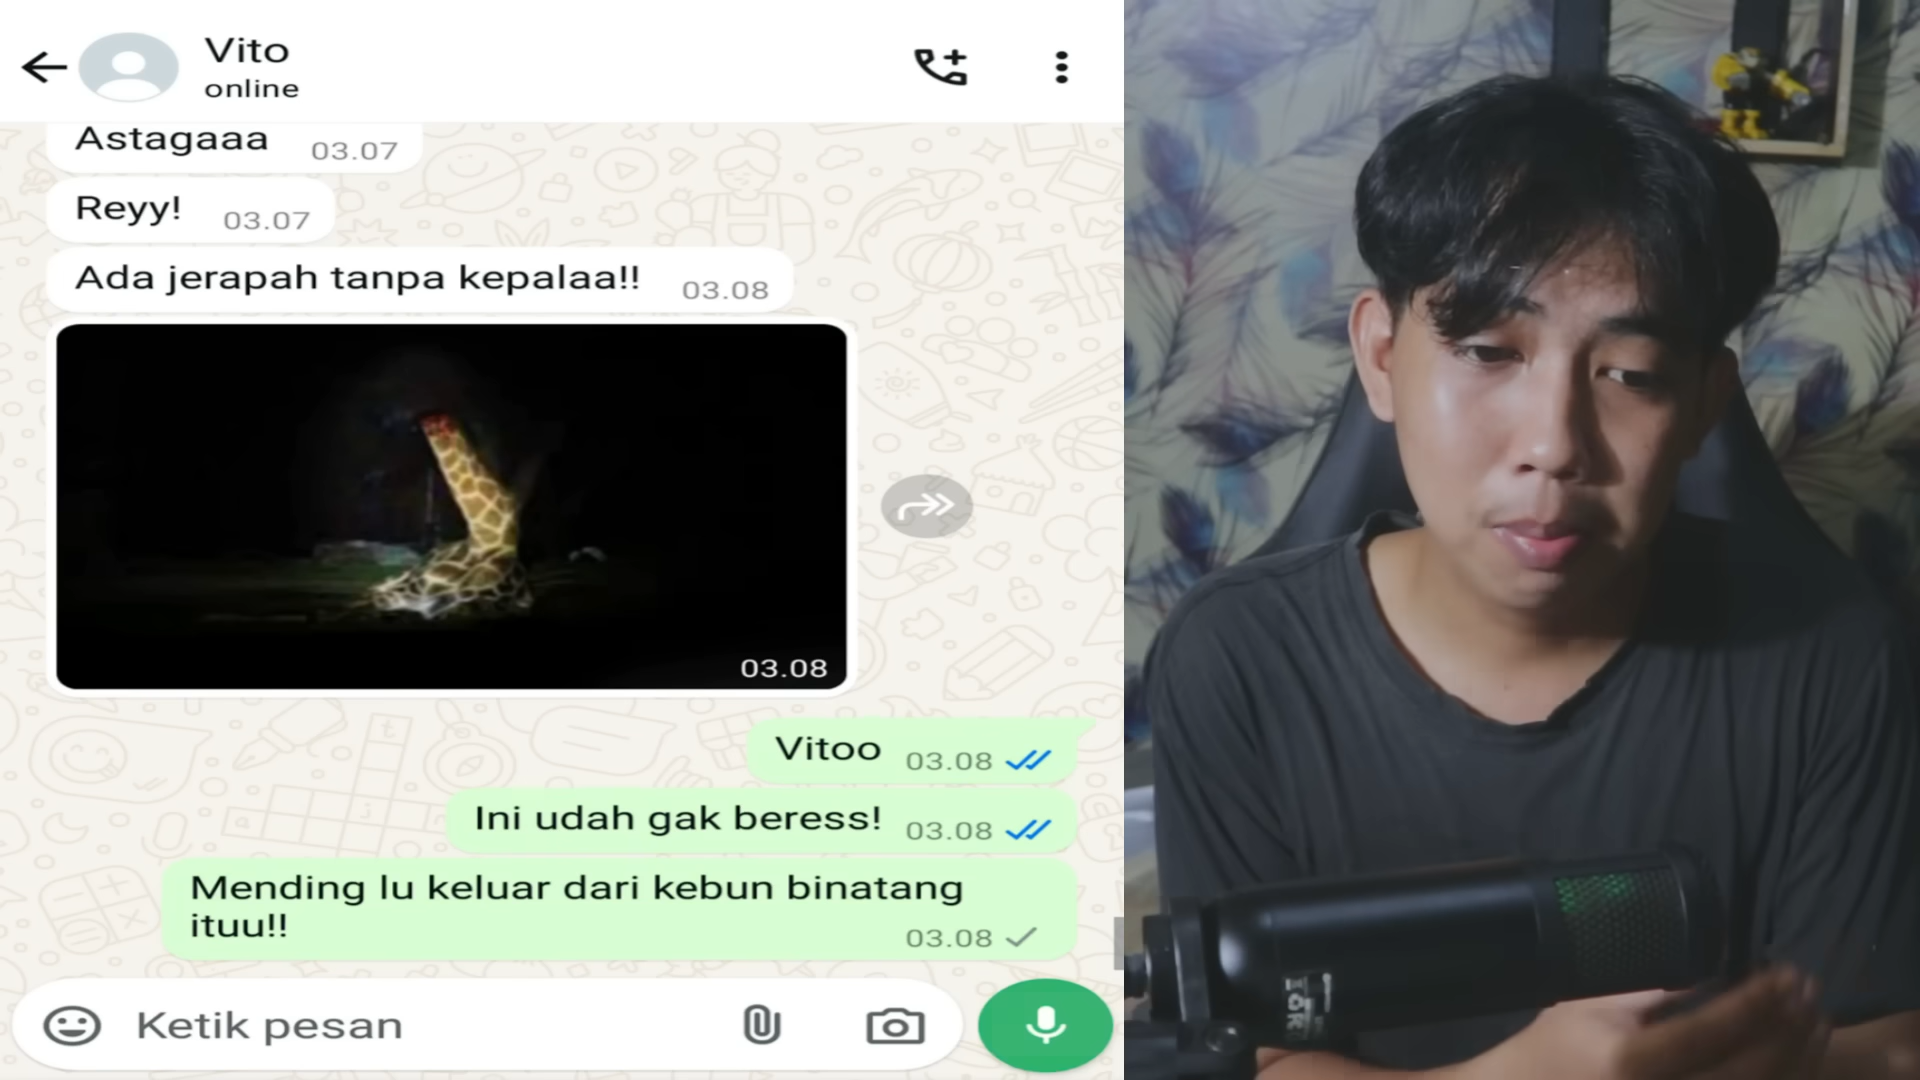 Vito
online
Astagaaa 03.07
Reyy! 03.07
Ada jerapah tanpa kepalaa!! 03.08
03.08
Vitoo 03.08
Ini udah gak beress! 03.08
Mending lu keluar dari kebun binatang
ituu!! 03.08
Ketik pesan